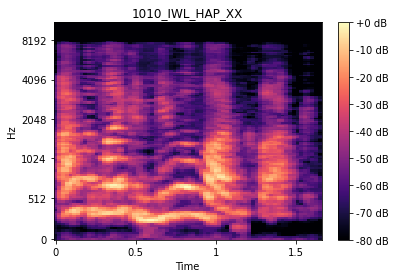 1010_IWL_HAP_XX
Hz
8192
4096
2048
1024
512
0
0
0.5
1
1.5
Time
+0 dB
-10 dB
-20 dB
-30 dB
-40 dB
-50 dB
-60 dB
-70 dB
-80 dB